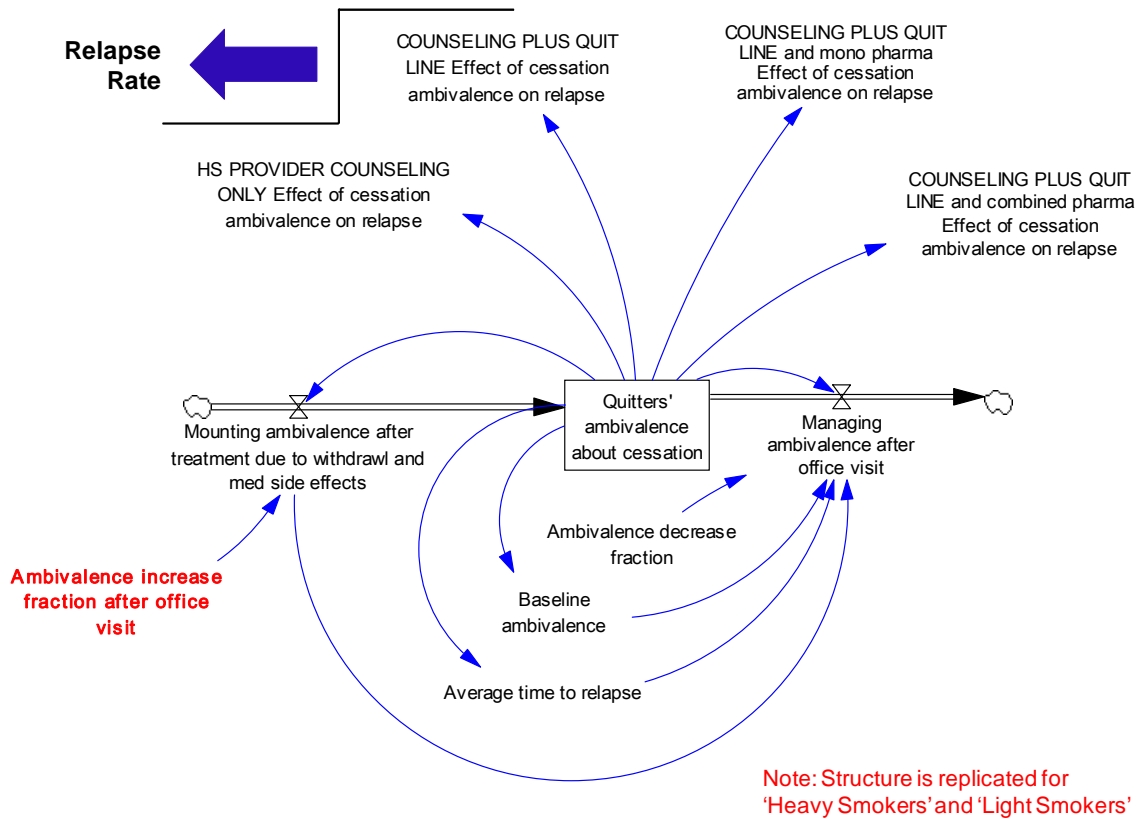 Relapse
Rate
COUNSELING PLUS QUIT
LINE Effect of cessation
ambivalence on relapse
COUNSELING PLUS QUIT
LINE and mono pharma
Effect of cessation
ambivalence on relapse
HS PROVIDER COUNSELING
ONLY Effect of cessation
ambivalence on relapse
COUNSELING PLUS QUIT
LINE and combined pharma
Effect of cessation
ambivalence on relapse
Quitters'
ambivalence
about cessation
Mounting ambivalence after
treatment due to withdrawl and
med side effects
Managing
ambivalence after
office visit
Ambivalence decrease
fraction
Ambivalence increase
fraction after office
visit
Baseline
ambivalence
Average time to relapse
Note: Structure is replicated for
‘Heavy Smokers’ and ‘Light Smokers’